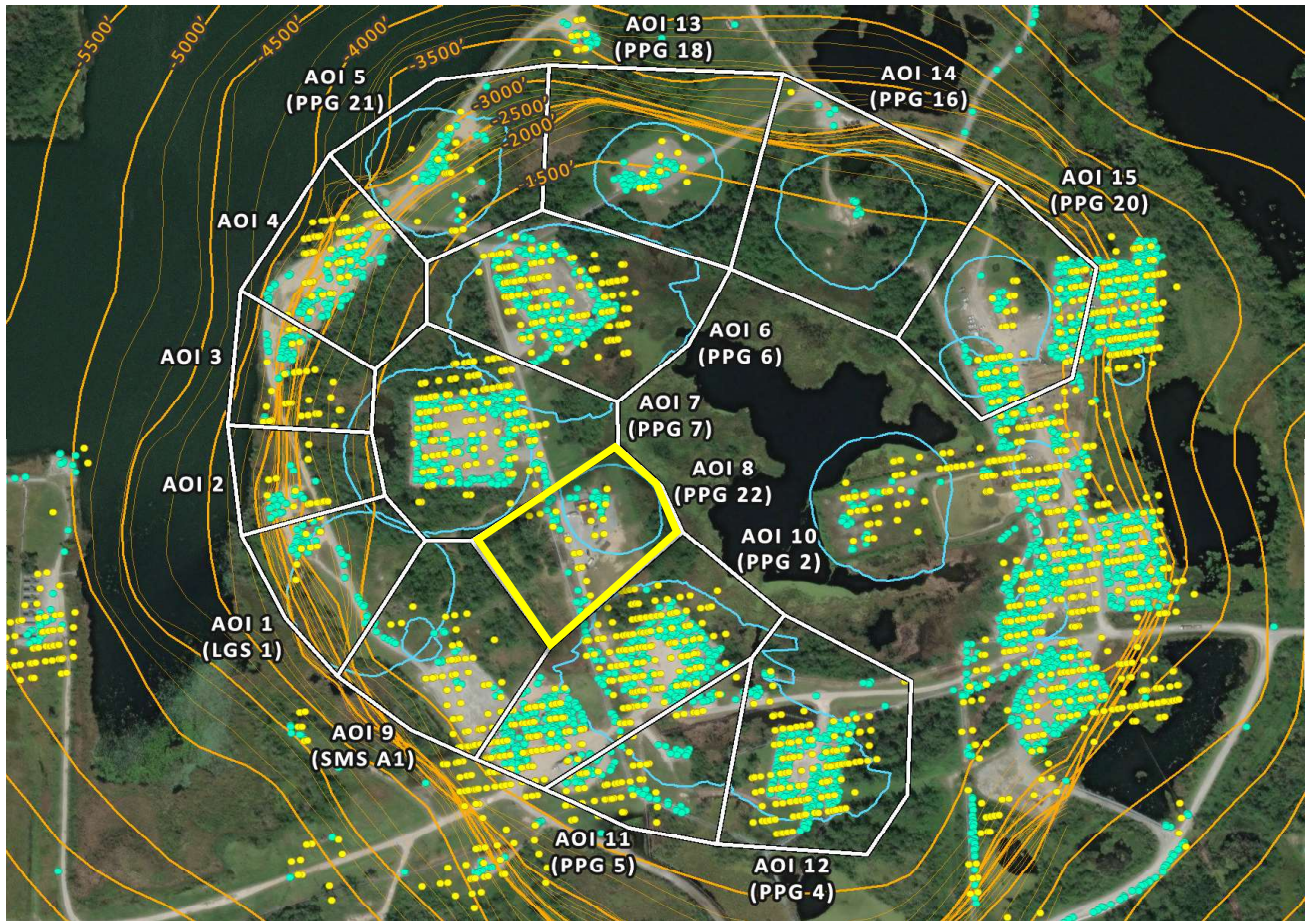 -5500'
-5000'
-4500'
-4000'
-3500'
-3000'
-2500'
-2000'
-1500'
AOI 13
(PPG 18)
AOI 5
(PPG 21)
AOI 14
(PPG 16)
AOI 15
(PPG 20)
AOI 4
AOI 3
AOI 6
(PPG 6)
AOI 7
(PPG 7)
AOI 2
AOI 8
(PPG 22)
AOI 10
(PPG 2)
AOI 1
(LGS 1)
AOI 9
(SMS A1)
AOI 11
(PPG 5)
AOI 12
(PPG 4)